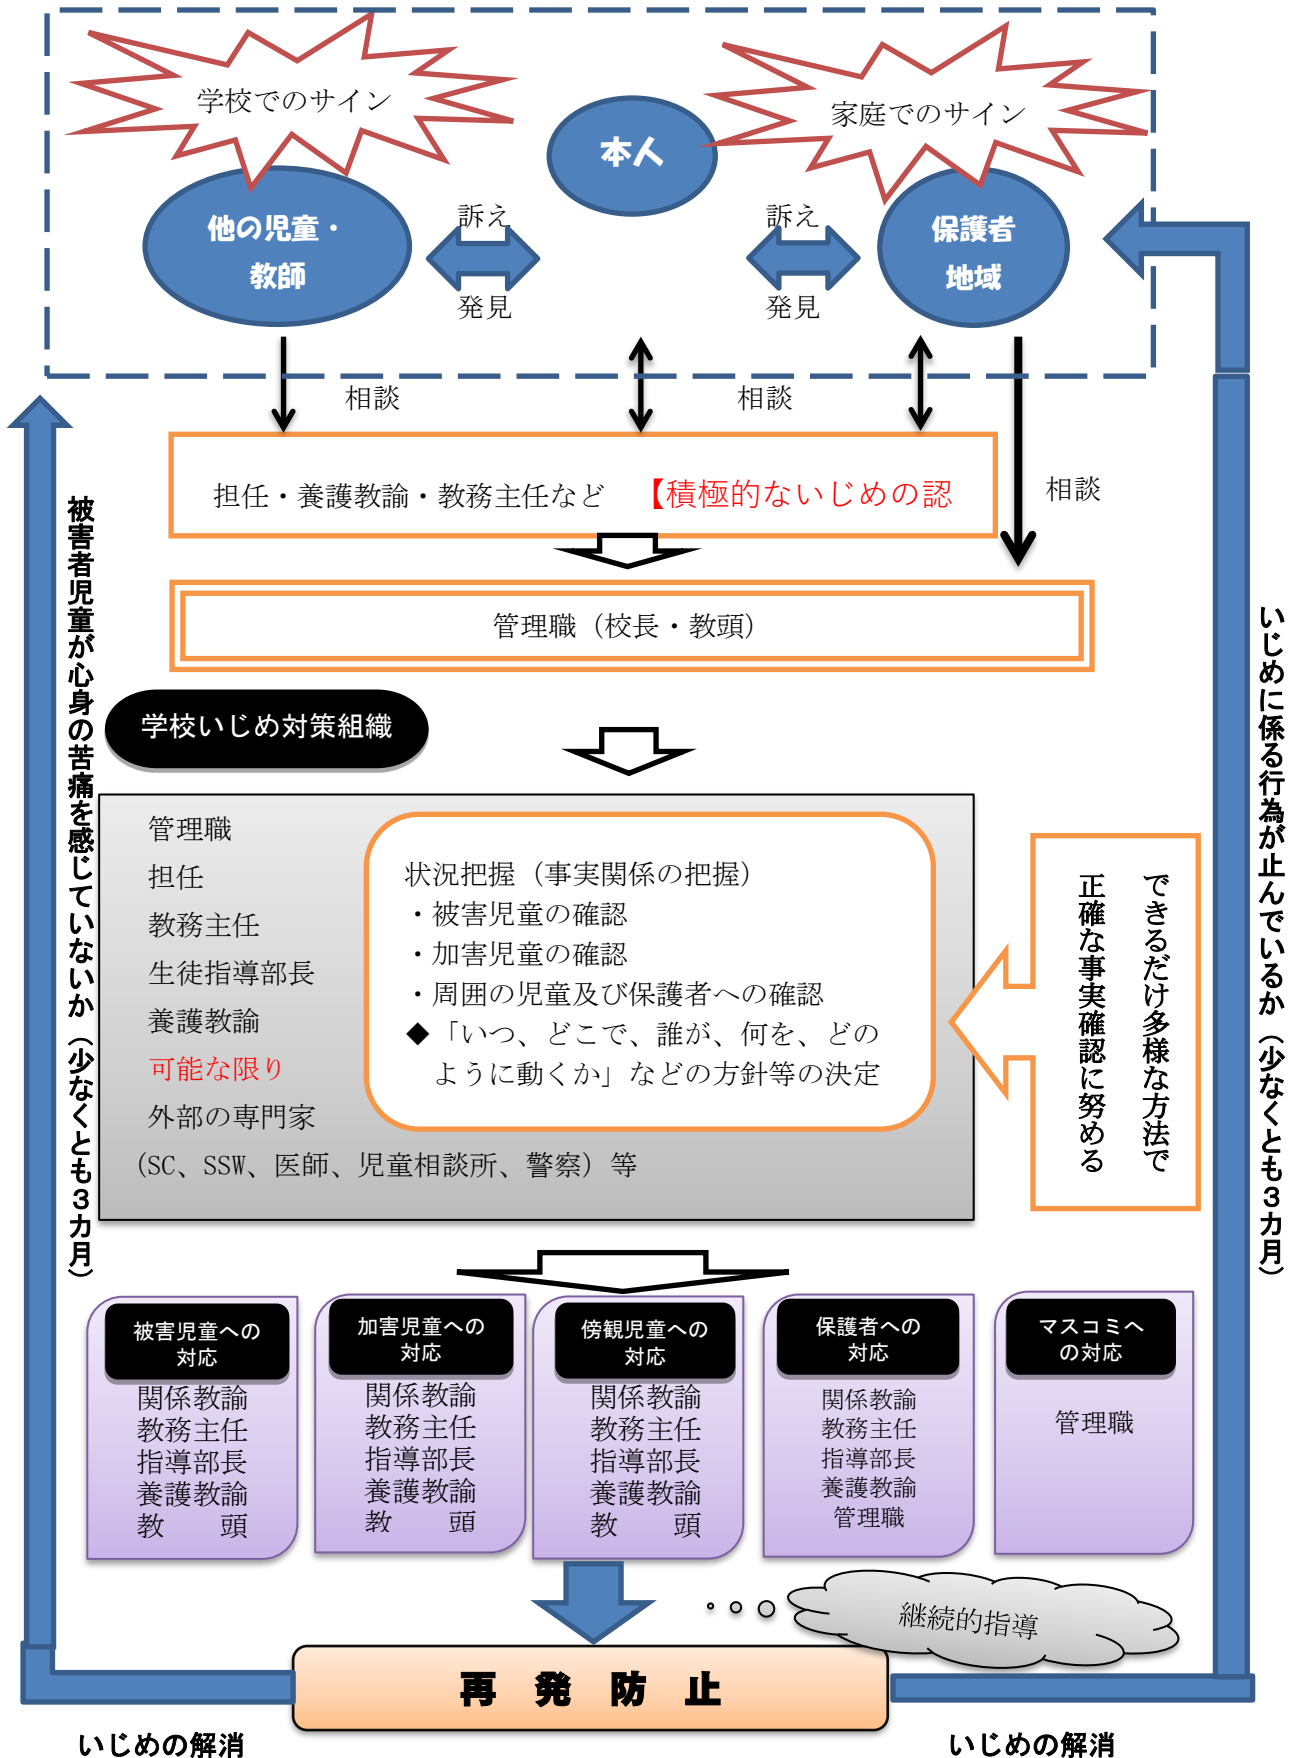 学校でのサイン
家庭でのサイン
本人
他の児童・
教師
訴え
発見
訴え
発見
保護者
地域
相談
相談
相談
担任・養護教諭・教務主任など 【積極的ないじめの認
管理職（校長・教頭）
学校いじめ対策組織
管理職
担任
教務主任
生徒指導部長
養護教諭
可能な限り
外部の専門家
（SC、SSW、医師、児童相談所、警察）等
状況把握（事実関係の把握）
・被害児童の確認
・加害児童の確認
・周囲の児童及び保護者への確認
◆「いつ、どこで、誰が、何を、どの
ように動くか」などの方針等の決定
できるだけ多様な方法で
正確な事実確認に努める
被害者児童が心身の苦痛を感じていないか（少なくとも３カ月）
いじめに係る行為が止んでいるか（少なくとも３カ月）
被害児童への
対応
関係教諭
教務主任
指導部長
養護教諭
教　　頭
加害児童への
対応
関係教諭
教務主任
指導部長
養護教諭
教　　頭
傍観児童への
対応
関係教諭
教務主任
指導部長
養護教諭
教　　頭
保護者への
対応
関係教諭
教務主任
指導部長
養護教諭
管理職
マスコミへ
の対応
管理職
継続的指導
再　発　防　止
いじめの解消
いじめの解消